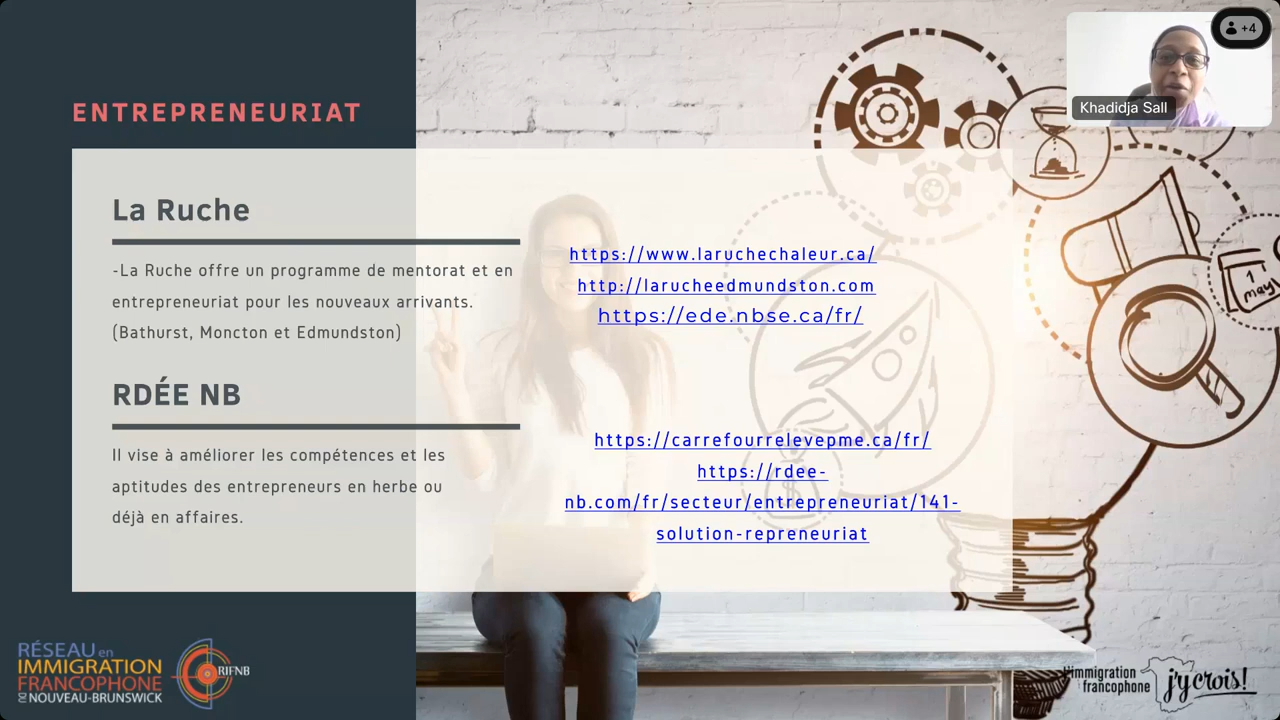 +4
Khadidja Sall
ENTREPRENEURIAT
La Ruche
-La Ruche offre un programme de mentorat et en
entrepreneuriat pour les nouveaux arrivants.
(Bathurst, Moncton et Edmundston)
https://www.laruchechaleur.ca/
http://larucheedmundston.com
https://ede.nbse.ca/fr/
RDÉE NB
Il vise à améliorer les compétences et les
aptitudes des entrepreneurs en herbe ou
déjà en affaires.
https://carrefourrelevepme.ca/fr/
https://rdee-
nb.com/fr/secteur/entrepreneuriat/141-
solution-repreneuriat
1
may
RÉSEAU en
IMMIGRATION
FRANCOPHONE
DU NOUVEAU-BRUNSWICK
RIFNB
l'immigration
francophone
j'y crois!